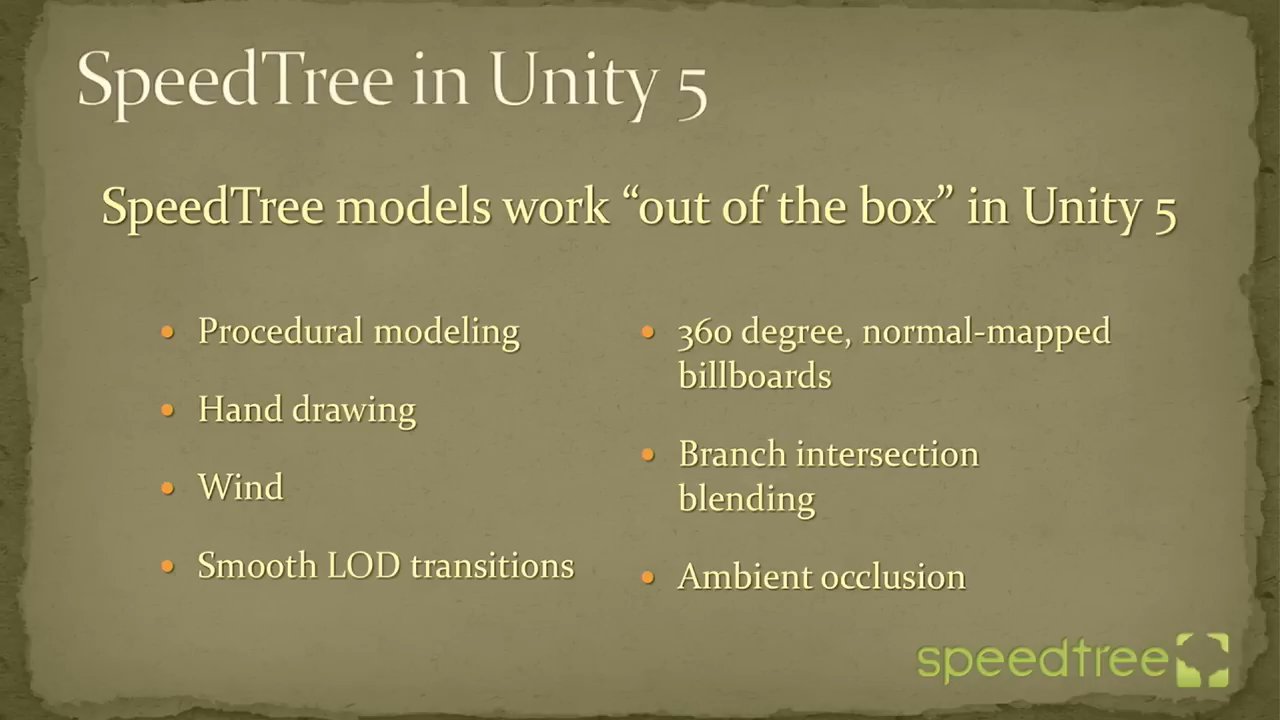 SpeedTree in Unity 5
SpeedTree models work “out of the box” in Unity 5
Procedural modeling
Hand drawing
Wind
Smooth LOD transitions
360 degree, normal-mapped
billboards
Branch intersection
blending
Ambient occlusion
speedtree